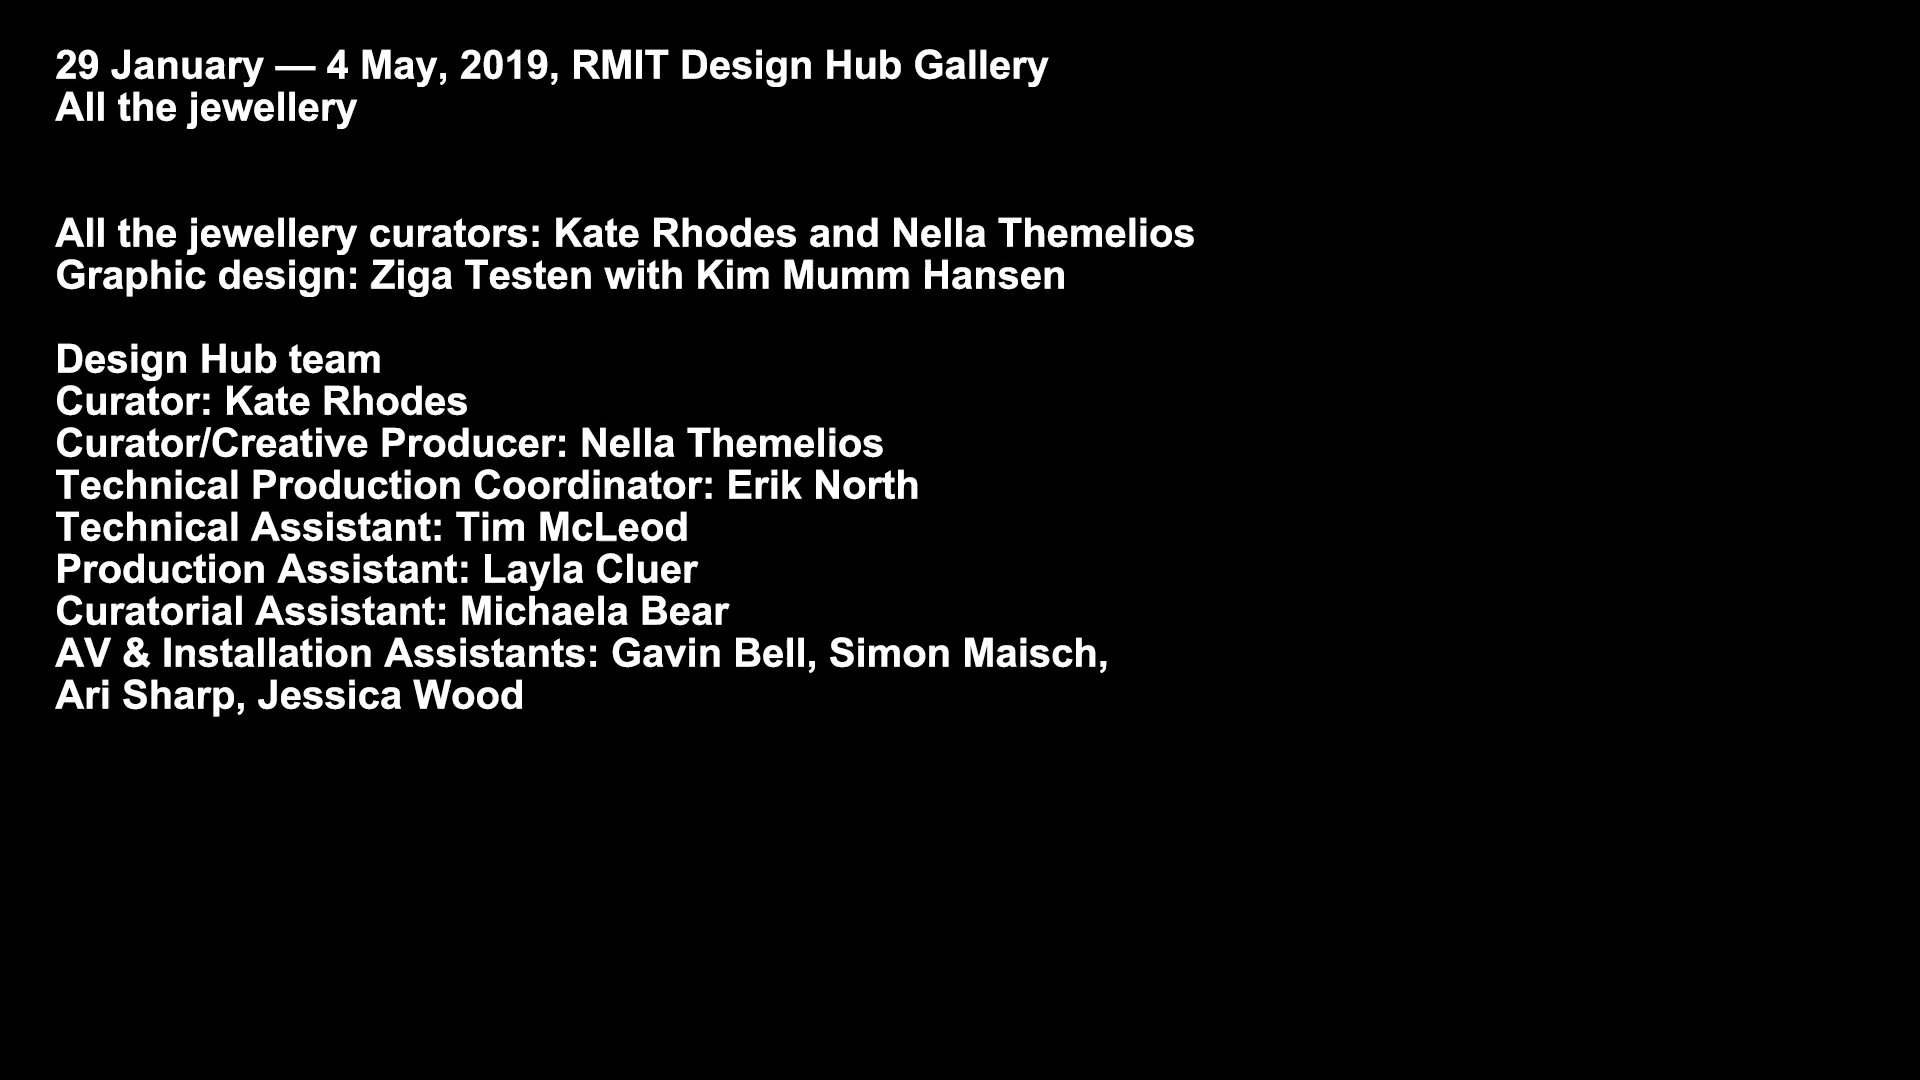 29 January — 4 May, 2019, RMIT Design Hub Gallery
All the jewellery
All the jewellery curators: Kate Rhodes and Nella Themelios
Graphic design: Ziga Testen with Kim Mumm Hansen
Design Hub team
Curator: Kate Rhodes
Curator/Creative Producer: Nella Themelios
Technical Production Coordinator: Erik North
Technical Assistant: Tim McLeod
Production Assistant: Layla Cluer
Curatorial Assistant: Michaela Bear
AV & Installation Assistants: Gavin Bell, Simon Maisch,
Ari Sharp, Jessica Wood